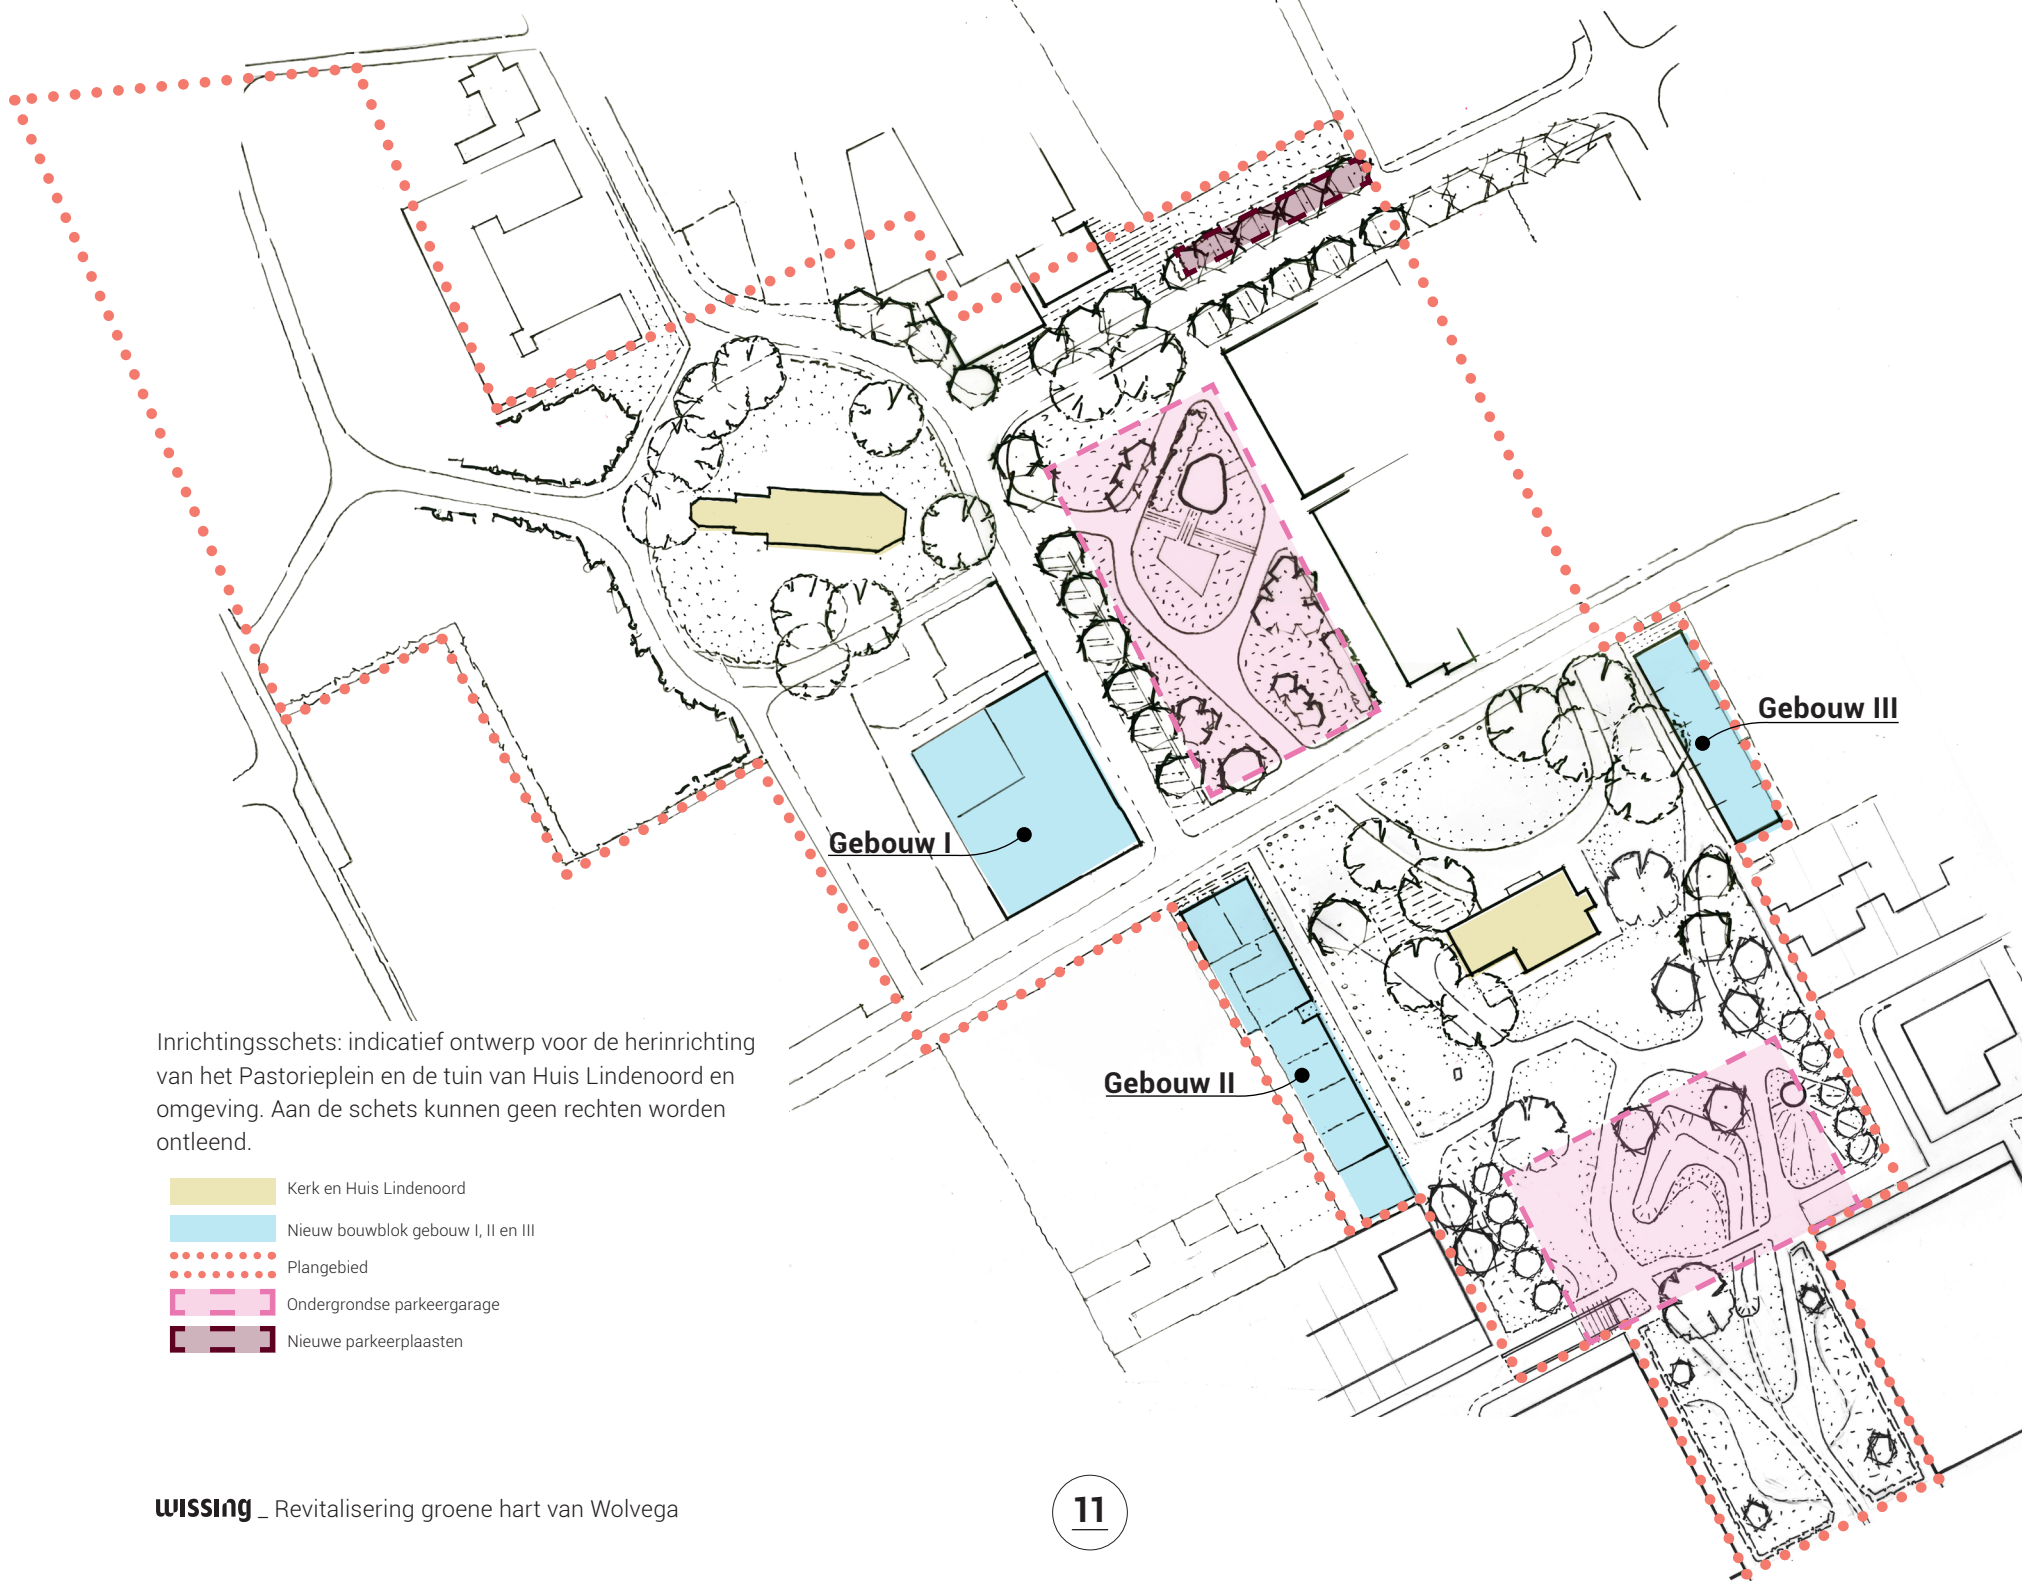 Gebouw III
Gebouw I
Gebouw II
Inrichtingsschets: indicatief ontwerp voor de herinrichting
van het Pastorieplein en de tuin van Huis Lindenoord en
omgeving. Aan de schets kunnen geen rechten worden
ontleend.
Kerk en Huis Lindenoord
Nieuw bouwblok gebouw I, II en III
Plangebied
Ondergrondse parkeergarage
Nieuwe parkeerplaasten
wissing _ Revitalisering groene hart van Wolvega
11